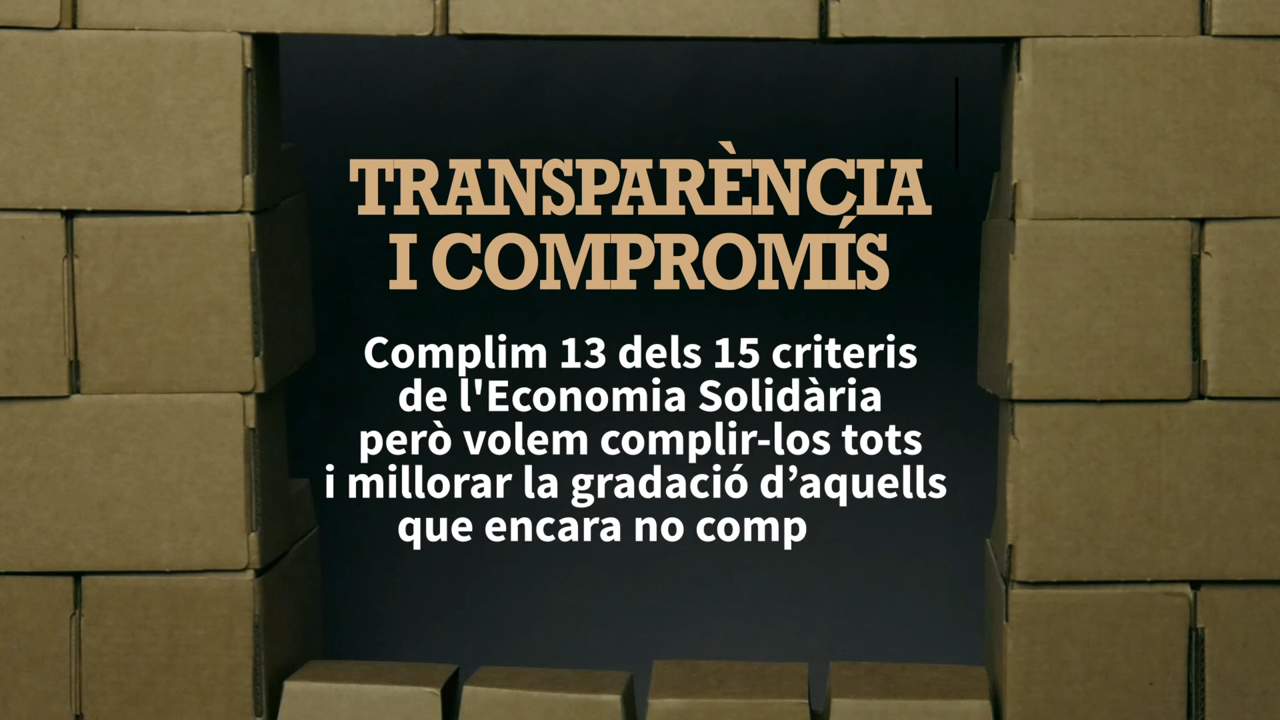 TRANSPARÈNCIA
I COMPROMÍS
Complim 13 dels 15 criteris
de l'Economia Solidària
però volem complir-los tots
i millorar la gradació d’aquells
que encara no comp